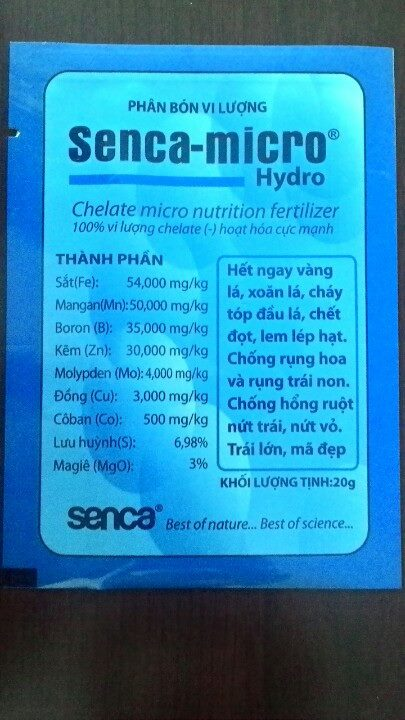 PHÂN BÓN VI LƯỢNG
Senca-micro®
Hydro
Chelate micro nutrition fertilizer
100% vi lượng chelate (-) hoạt hóa cực mạnh
THÀNH PHẦN
Sắt(Fe): 54,000 mg/kg
Mangan(Mn):50,000 mg/kg
Boron (B): 35,000 mg/kg
Kẽm (Zn): 30,000 mg/kg
Molypden (Mo): 4,000 mg/kg
Đồng (Cu): 3,000 mg/kg
Côban (Co): 500 mg/kg
Lưu huỳnh(S): 6,98%
Magiê (MgO): 3%
Hết ngay vàng
lá, xoăn lá, cháy
tóp đầu lá, chết
đọt, lem lép hạt.
Chống rụng hoa
và rụng trái non.
Chống hổng ruột
nứt trái, nứt vỏ.
Trái lớn, mã đẹp
KHỐI LƯỢNG TỊNH:20g
senca® Best of nature... Best of science...